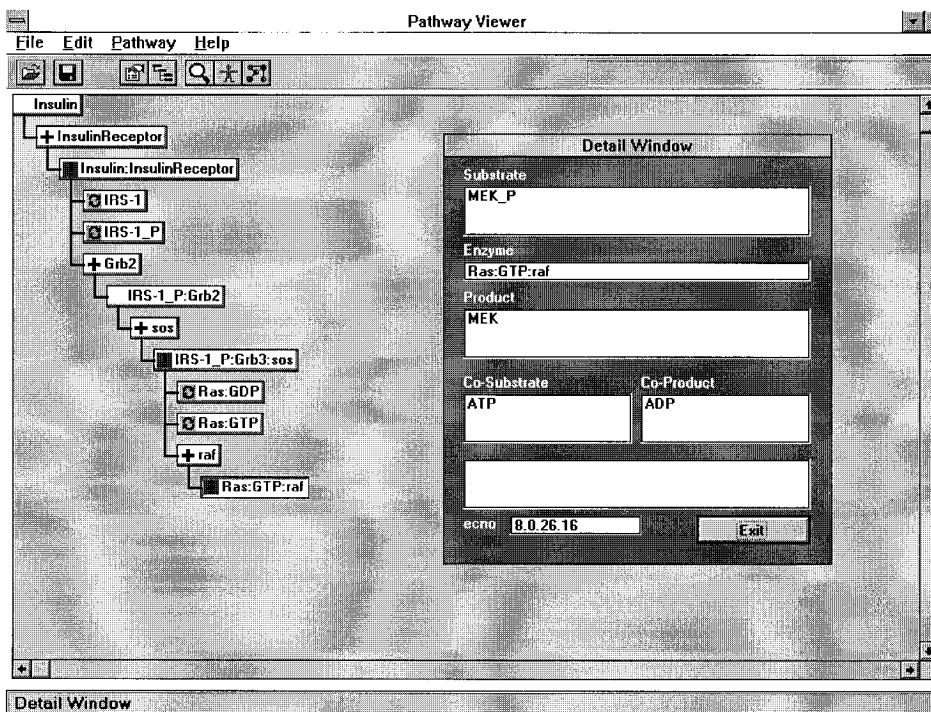 Pathway Viewer
File Edit Pathway Help
Insulin
InsulinReceptor
Insulin:InsulinReceptor
IRS-1
IRS-1_P
Grb2
IRS-1_P:Grb2
sos
IRS-1_P:Grb3:sos
Ras:GDP
Ras:GTP
raf
Ras:GTP:raf
Detail Window
Substrate
MEK_P
Enzyme
Ras:GTP:raf
Product
MEK
Co-Substrate Co-Product
ATP ADP
ecno 8.0.26.16 Exit
Detail Window